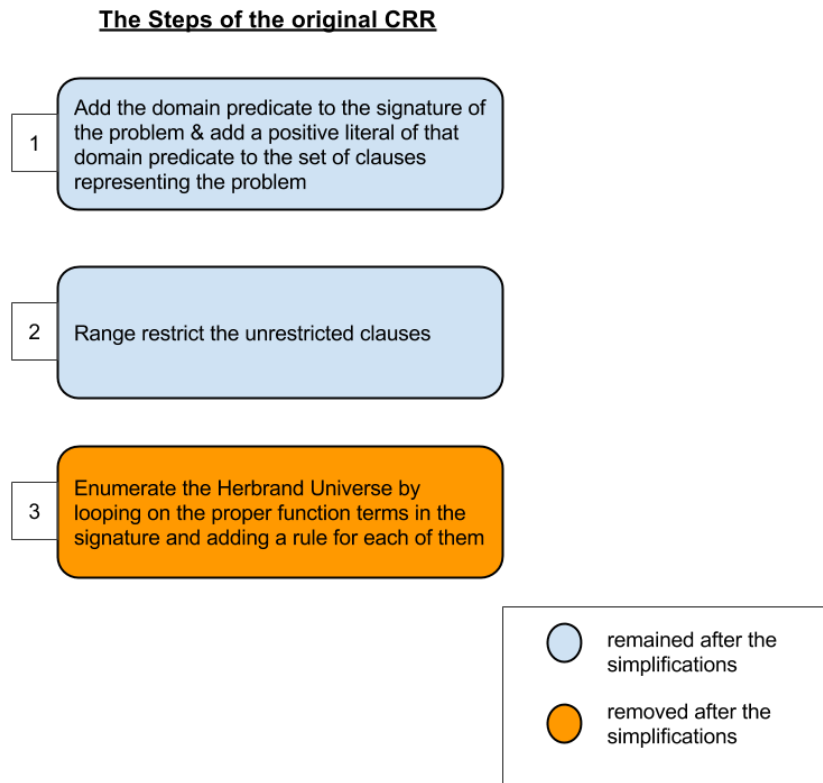 The Steps of the original CRR
1
Add the domain predicate to the signature of
the problem & add a positive literal of that
domain predicate to the set of clauses
representing the problem
2
Range restrict the unrestricted clauses
3
Enumerate the Herbrand Universe by
looping on the proper function terms in the
signature and adding a rule for each of them
remained after the
simplifications
removed after the
simplifications